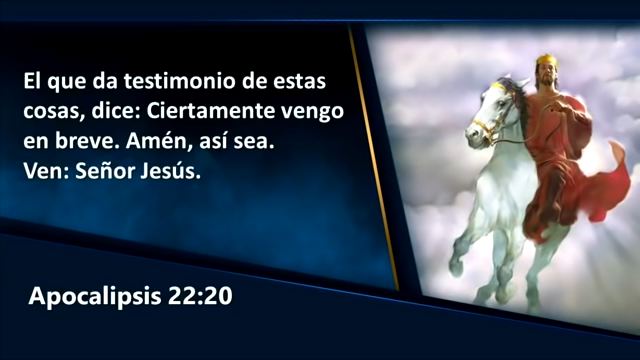 El que da testimonio de estas
cosas, dice: Ciertamente vengo
en breve. Amén, así sea.
Ven: Señor Jesús.
Apocalipsis 22:20